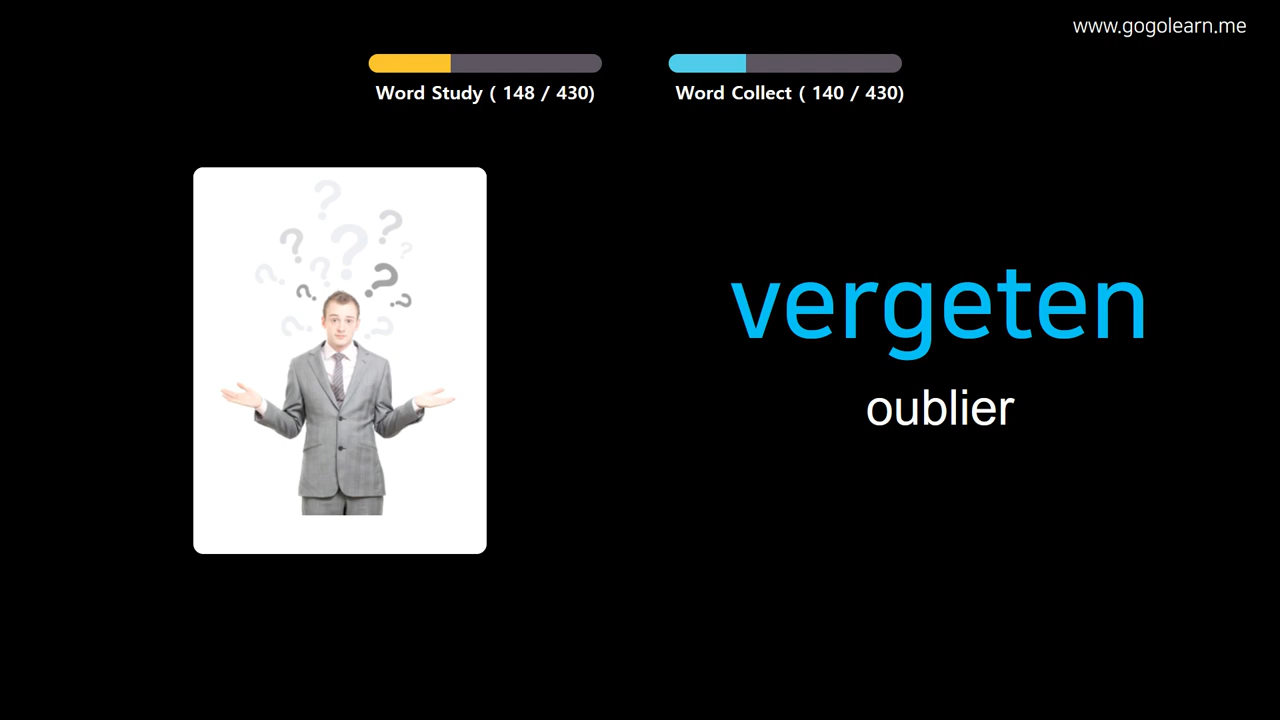 www.gogolearn.me
Word Study ( 148 / 430)
Word Collect ( 140 / 430)
? ? ? ? ? ? ? ? ? ? ? ?
vergeten
oublier